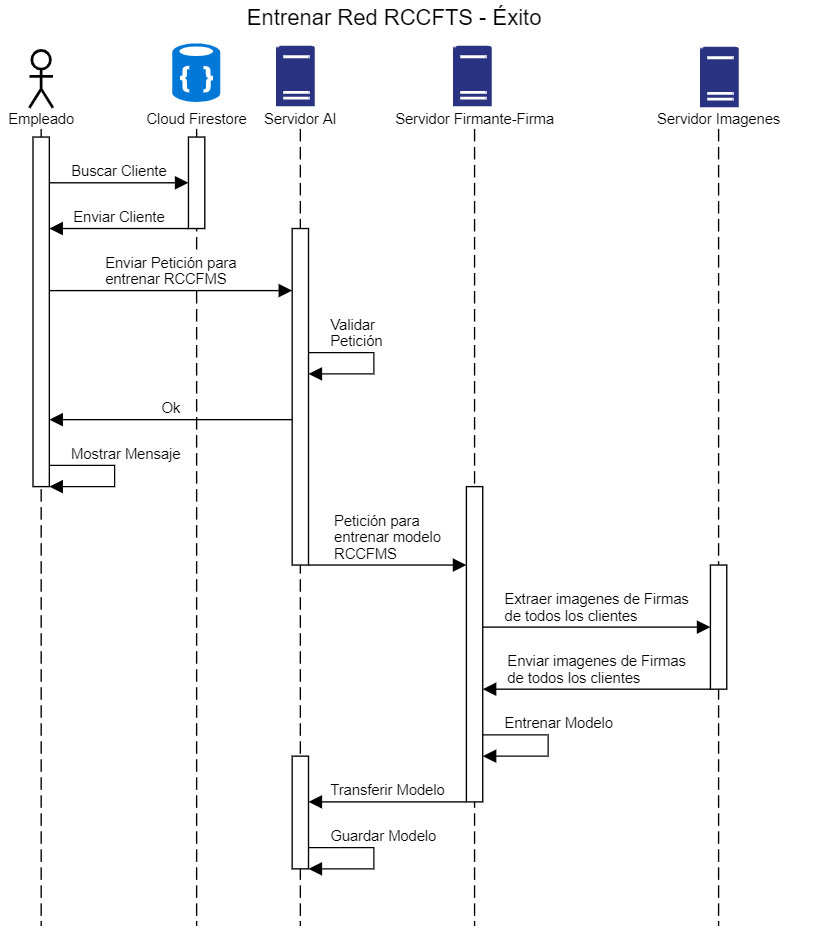 Entrenar Red RCCFTS - Éxito
Empleado
Cloud Firestore
Servidor AI
Servidor Firmante-Firma
Servidor Imagenes
Buscar Cliente
Enviar Cliente
Enviar Petición para
entrenar RCCFMS
Validar
Petición
Ok
Mostrar Mensaje
Petición para
entrenar modelo
RCCFMS
Extraer imagenes de Firmas
de todos los clientes
Enviar imagenes de Firmas
de todos los clientes
Entrenar Modelo
Transferir Modelo
Guardar Modelo